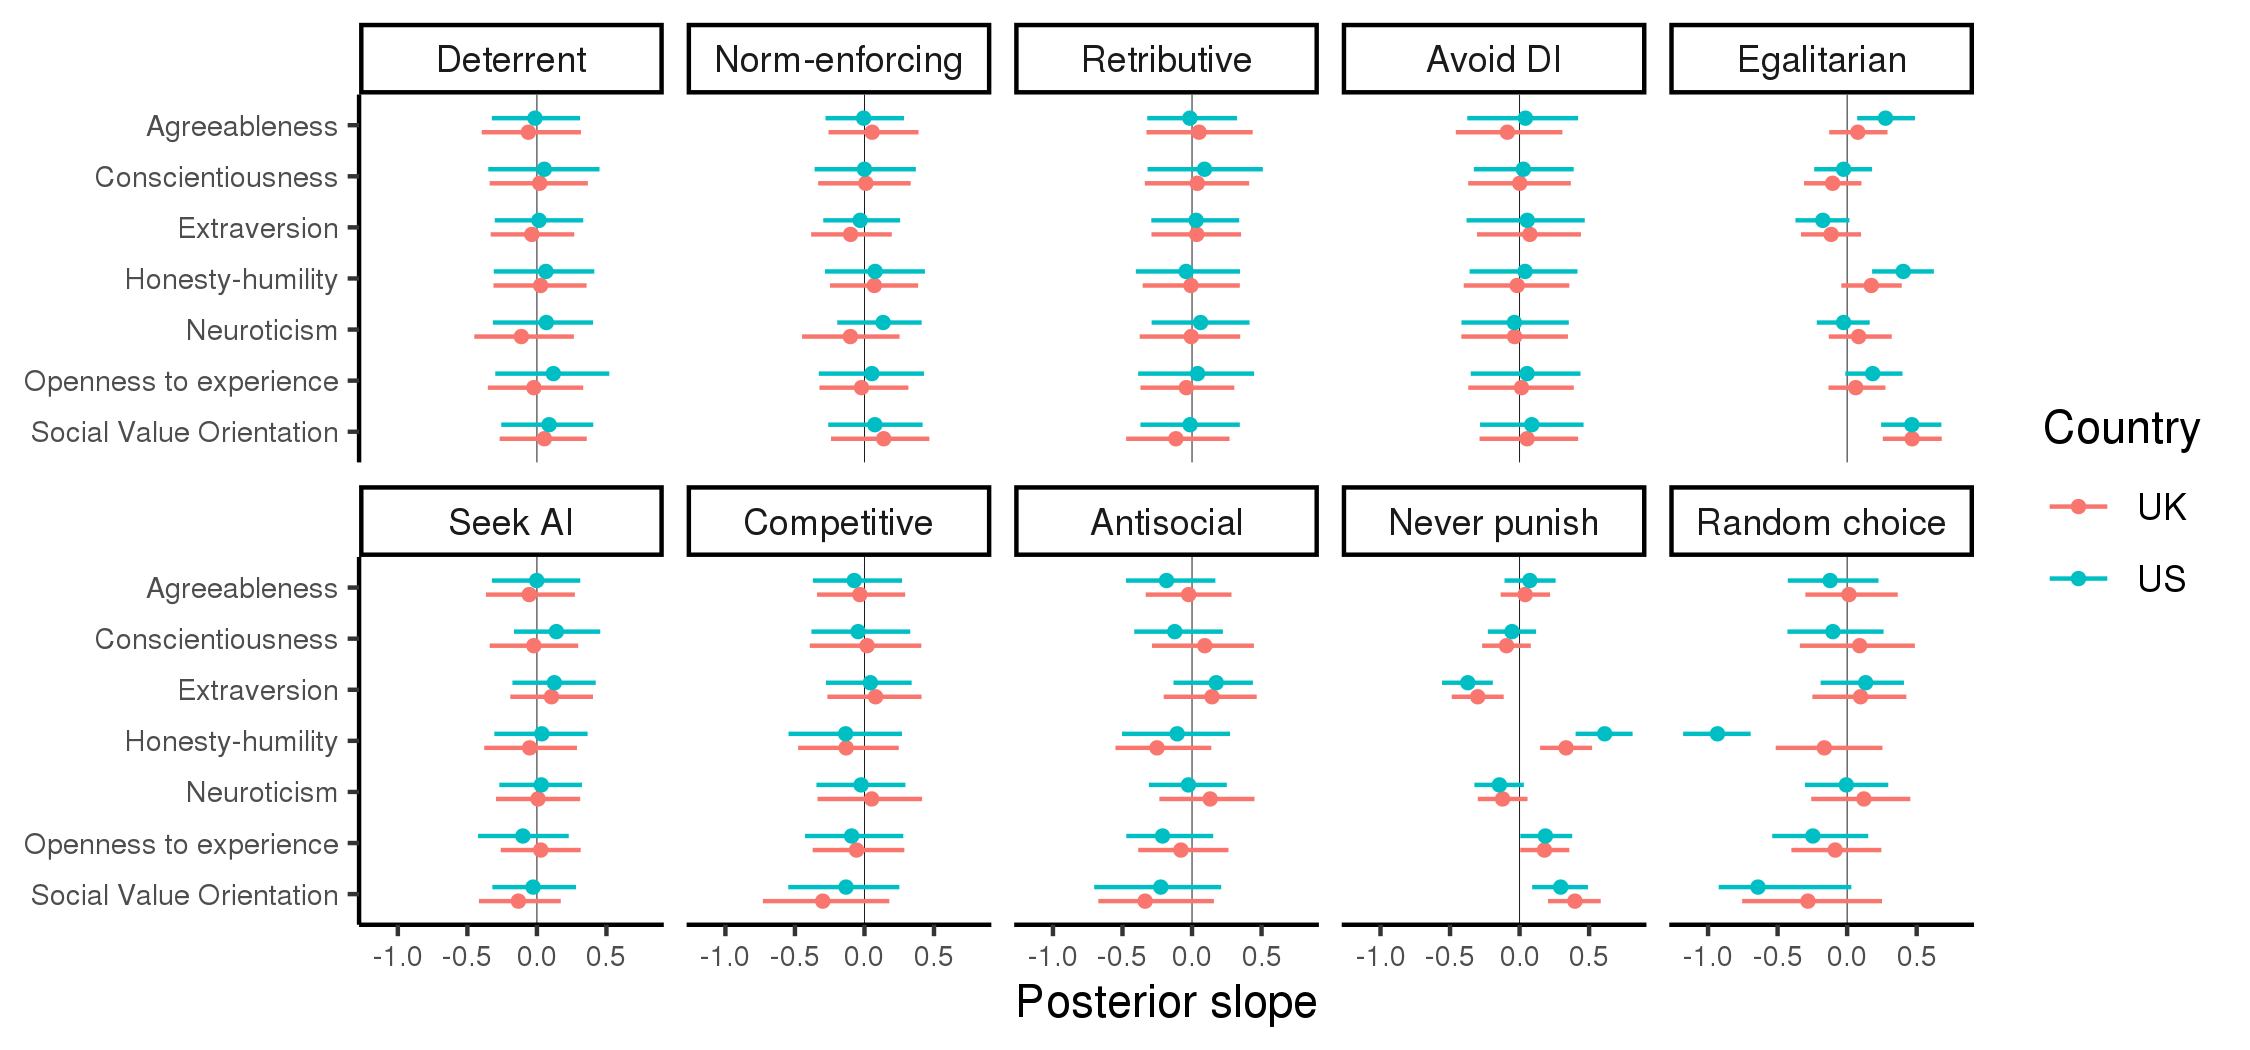 Deterrent Norm-enforcing Retributive Avoid DI Egalitarian
Agreeableness
Conscientiousness
Extraversion
Honesty-humility
Neuroticism
Openness to experience
Social Value Orientation
Country
UK
US
Seek AI Competitive Antisocial Never punish Random choice
Agreeableness
Conscientiousness
Extraversion
Honesty-humility
Neuroticism
Openness to experience
Social Value Orientation
-1.0 -0.5 0.0 0.5 -1.0 -0.5 0.0 0.5 -1.0 -0.5 0.0 0.5 -1.0 -0.5 0.0 0.5 -1.0 -0.5 0.0 0.5
Posterior slope